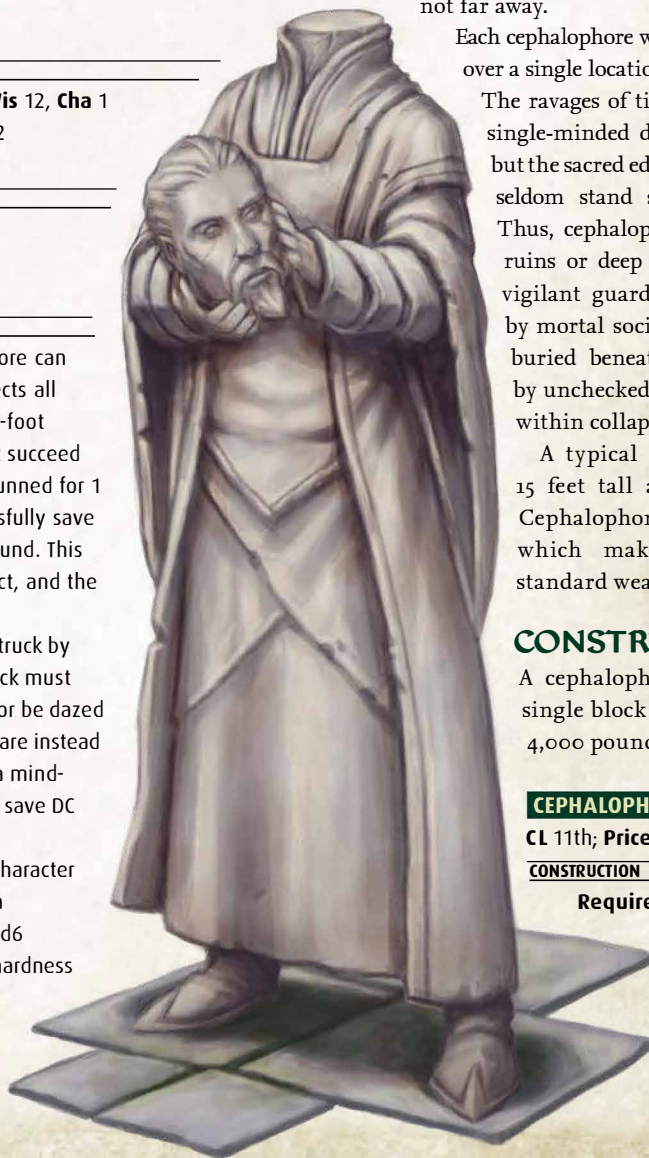 is 12, Cha 1
2
ore can
ects all
-foot
t succeed
unned for 1
sfully save
und. This
ct, and the
truck by
ck must
or be dazed
are instead
a mind-
save DC
haracter
d6
hardness
not far away.
Each cephalophore w
over a single locatio
The ravages of ti
single-minded d
but the sacred ed
seldom stand s
Thus, cephalop
ruins or deep
vigilant guard
by mortal soci
buried beneat
by unchecked
within collap
A typical
15 feet tall a
Cephalophor
which mak
standard wea
CONSTR
A cephaloph
single block
4,000 pound
CEPHALOPH
CL 11th; Price
CONSTRUCTION
Require